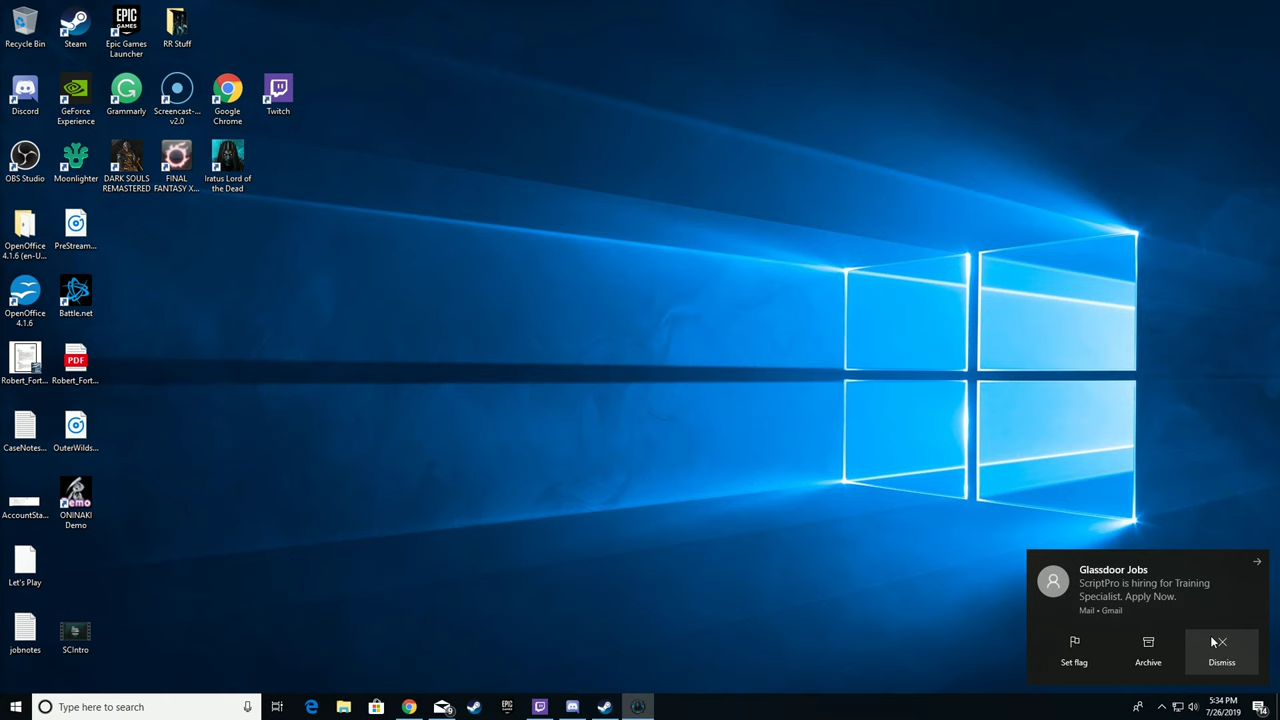 Recycle Bin
Steam
EPIC
GAMES
Epic Games
Launcher
RR Stuff
Discord
GeForce
Experience
Grammarly
Screencast-...
v2.0
Google
Chrome
Twitch
OBS Studio
Moonlighter
DARK SOULS
REMASTERED
FINAL
FANTASY X...
Iratus Lord of
the Dead
OpenOffice
4.1.6 (en-U...
PreStream...
OpenOffice
4.1.6
Battle.net
Robert_Fort...
PDF
Robert_Fort...
CaseNotes...
OuterWilds...
AccountSta...
Demo
ONINAKI
Demo
Let's Play
jobnotes
SCIntro
Glassdoor Jobs
ScriptPro is hiring for Training
Specialist. Apply Now.
Mail • Gmail
Set flag
Archive
Dismiss
Type here to search
9
EPIC
5:34 PM
7/26/2019
14